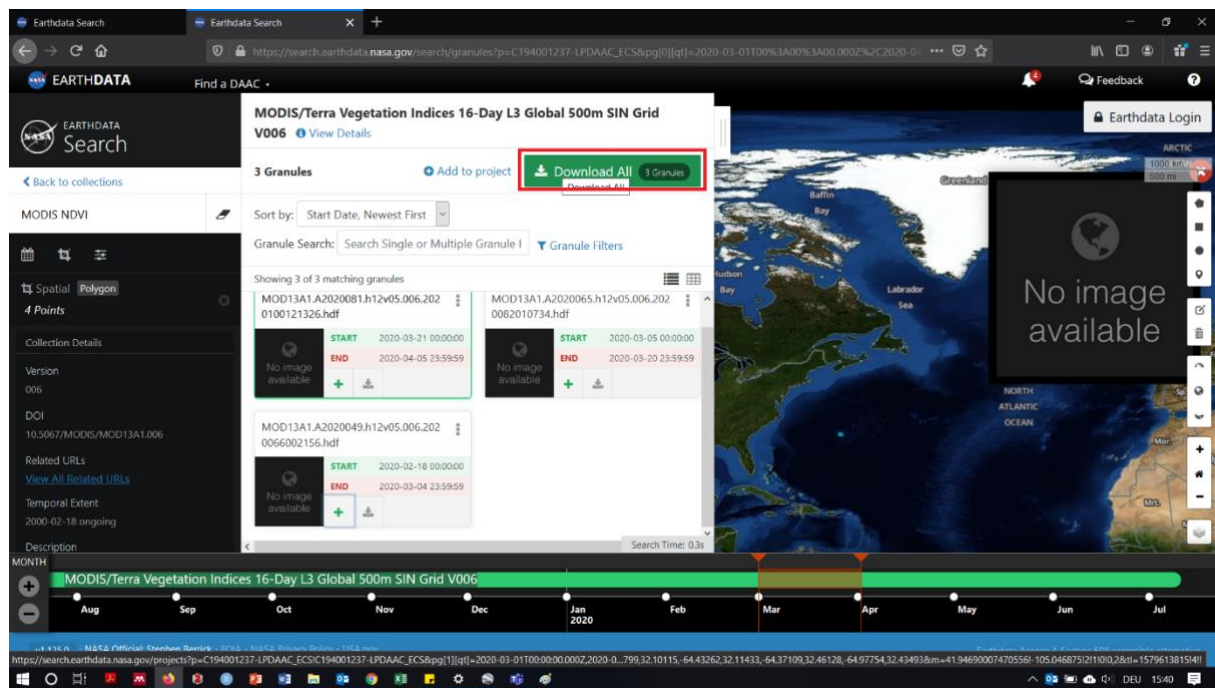 Earthdata Search
Earthdata Search
https://search.earthdata.nasa.gov/search/granules?p=C194001237-LPDAAC_ECS&pg[0][qt]=2020-03-01T00%3A00%3A00.000Z%2C2020-04
EARTHDATA
Find a DAAC
Feedback
EARTHDATA
Search
Back to collections
MODIS NDVI
Spatial Polygon
4 Points
Collection Details
Version
006
DOI
10.5067/MODIS/MOD13A1.006
Related URLs
View All Related URLs
Temporal Extent
2000-02-18 ongoing
Description
MODIS/Terra Vegetation Indices 16-Day L3 Global 500m SIN Grid
V006 View Details
3 Granules
Add to project
Download All 3 Granules
Download All
Sort by: Start Date, Newest First
Granule Search: Search Single or Multiple Granule I
Granule Filters
Showing 3 of 3 matching granules
MOD13A1.A2020081.h12v05.006.202
0100121326.hdf
START 2020-03-21 00:00:00
END 2020-04-05 23:59:59
No image
available
MOD13A1.A2020065.h12v05.006.202
0082010734.hdf
START 2020-03-05 00:00:00
END 2020-03-20 23:59:59
No image
available
MOD13A1.A2020049.h12v05.006.202
0066002156.hdf
START 2020-02-18 00:00:00
END 2020-03-04 23:59:59
No image
available
Search Time: 0.3s
Earthdata Login
ARCTIC
1000 km
500 mi
Greenland
Baffin
Bay
Hudson
Bay
Labrador
Sea
No image
available
NORTH
ATLANTIC
OCEAN
MONTH
MODIS/Terra Vegetation Indices 16-Day L3 Global 500m SIN Grid V006
Aug Sep Oct Nov Dec Jan Feb Mar Apr May Jun Jul
2020
NASA Official: Stephen Berrick
DEU 15:40